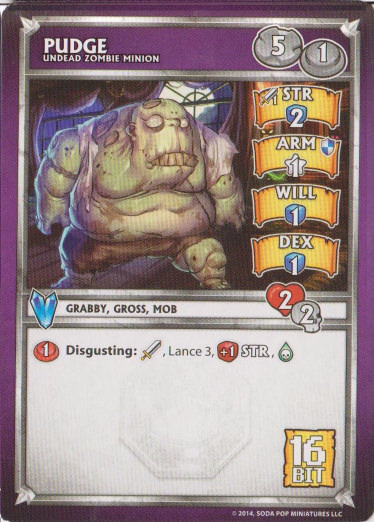 PUDGE
UNDEAD ZOMBIE MINION
5 1
1 STR
2
ARM
1
WILL
1
DEX
1
2
2
GRABBY, GROSS, MOB
1 Disgusting: , Lance 3, +1 STR,
16
BIT
© 2014, SODA POP MINIATURES LLC